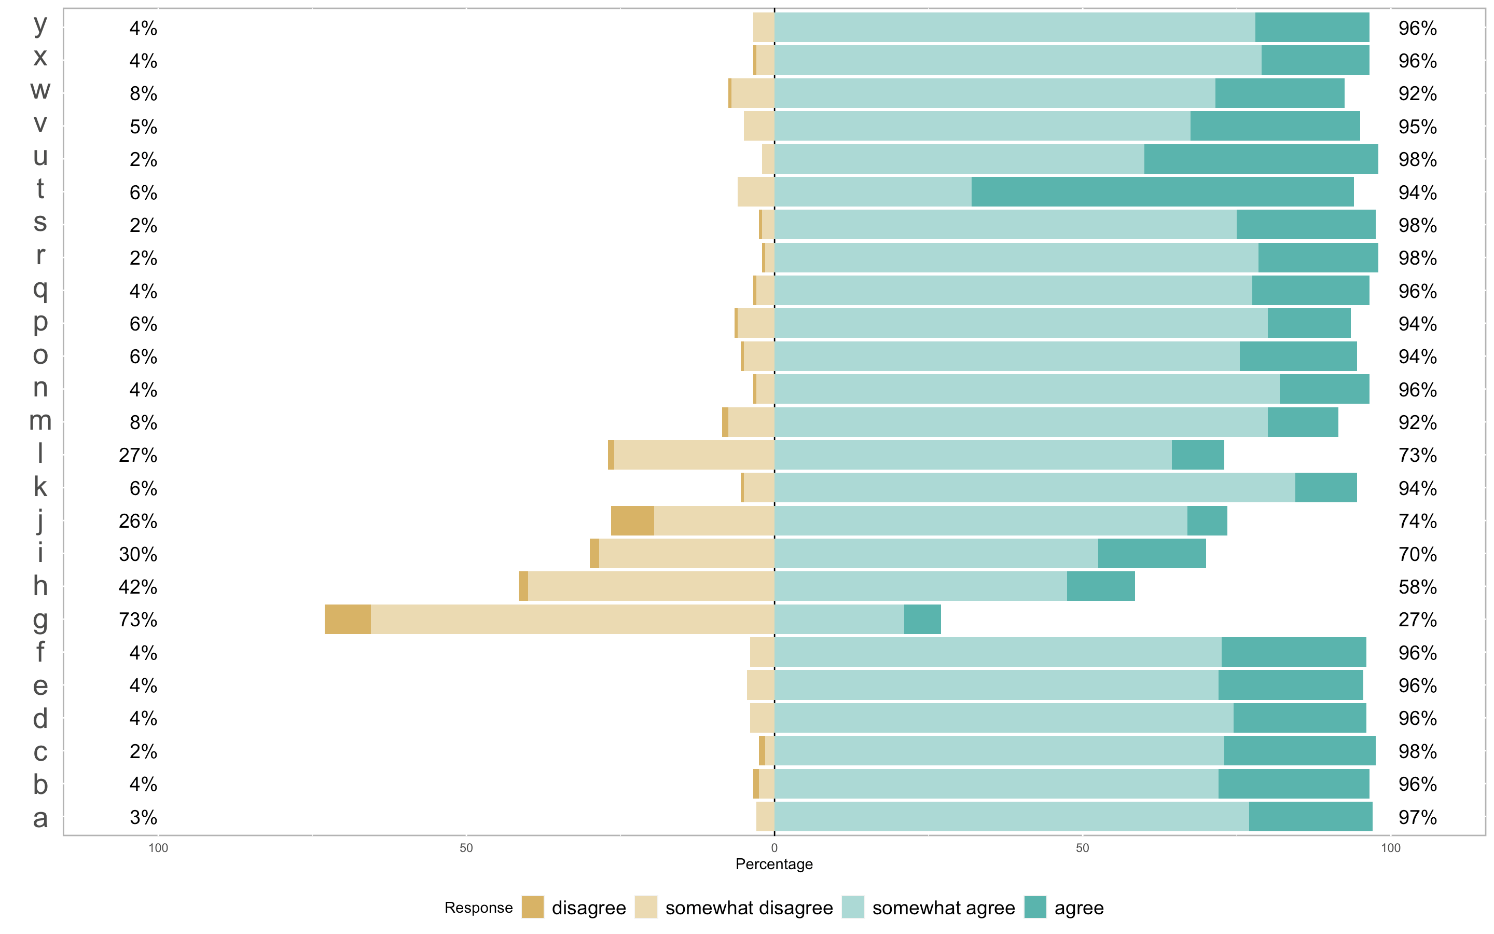 y 4% 96%
x 4% 96%
w 8% 92%
v 5% 95%
u 2% 98%
t 6% 94%
s 2% 98%
r 2% 98%
q 4% 96%
p 6% 94%
o 6% 94%
n 4% 96%
m 8% 92%
l 27% 73%
k 6% 94%
j 26% 74%
i 30% 70%
h 42% 58%
g 73% 27%
f 4% 96%
e 4% 96%
d 4% 96%
c 2% 98%
b 4% 96%
a 3% 97%
100 50 0 50 100
Percentage
Response disagree somewhat disagree somewhat agree agree